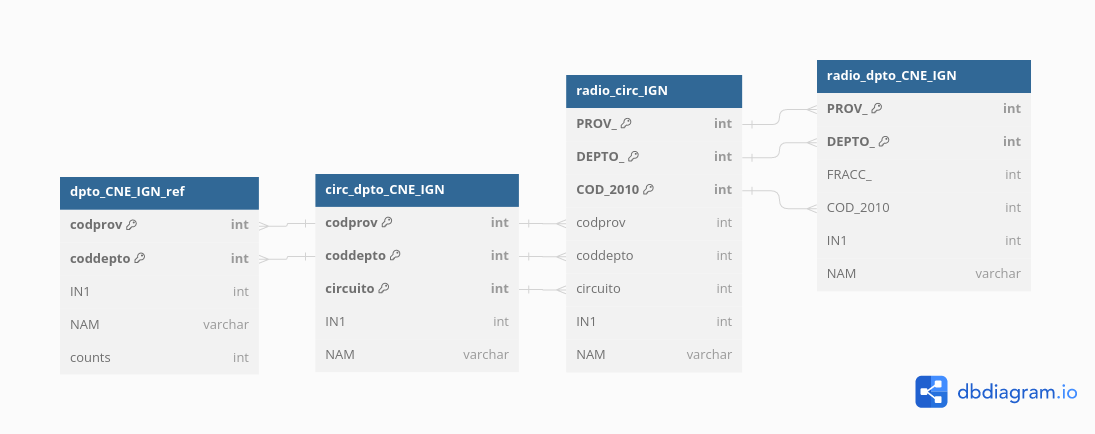 dpto_CNE_IGN_ref
codprov int
coddepto int
IN1 int
NAM varchar
counts int
circ_dpto_CNE_IGN
codprov int
coddepto int
circuito int
IN1 int
NAM varchar
radio_circ_IGN
PROV_ int
DEPTO_ int
COD_2010 int
codprov int
coddepto int
circuito int
IN1 int
NAM varchar
radio_dpto_CNE_IGN
PROV_ int
DEPTO_ int
FRACC_ int
COD_2010 int
IN1 int
NAM varchar
dbdiagram.io